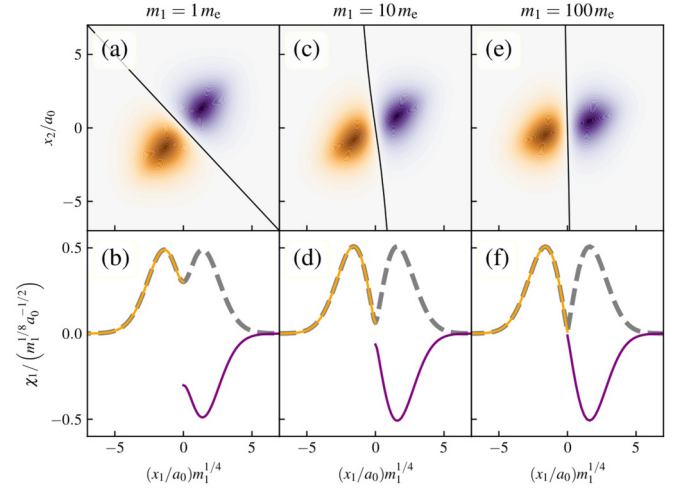 m₁ = 1 mₑ m₁ = 10 mₑ m₁ = 100 mₑ
(a) (c) (e)
x₂/a₀
5
0
−5
(b) (d) (f)
χ₁/(m₁^{1/8} a₀^{−1/2})
0.5
0.0
−0.5
−5 0 5 −5 0 5 −5 0 5
(x₁/a₀)m₁^{1/4} (x₁/a₀)m₁^{1/4} (x₁/a₀)m₁^{1/4}